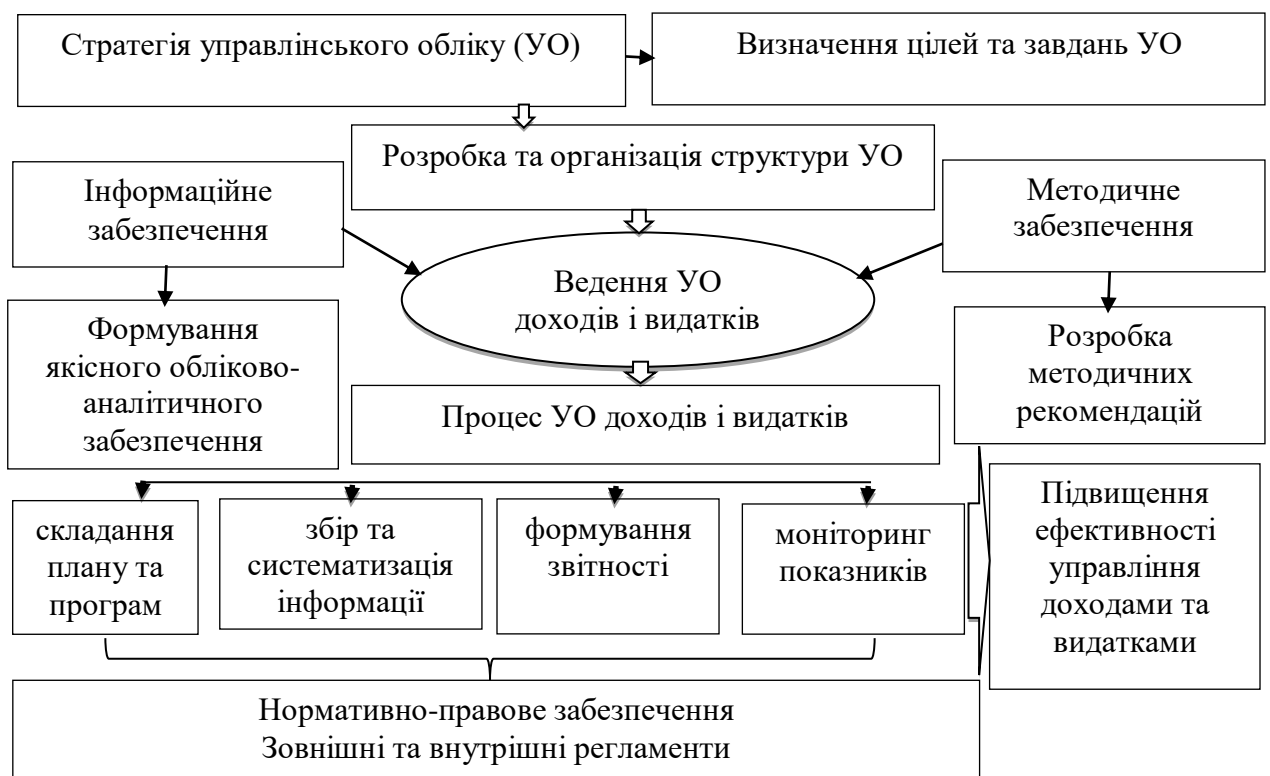 Стратегія управлінського обліку (УО)
Визначення цілей та завдань УО
Розробка та організація структури УО
Інформаційне
забезпечення
Методичне
забезпечення
Ведення УО
доходів і видатків
Формування
якісного обліково-
аналітичного
забезпечення
Розробка
методичних
рекомендацій
Процес УО доходів і видатків
складання
плану та
програм
збір та
систематизація
інформації
формування
звітності
моніторинг
показників
Підвищення
ефективності
управління
доходами та
видатками
Нормативно-правове забезпечення
Зовнішні та внутрішні регламенти